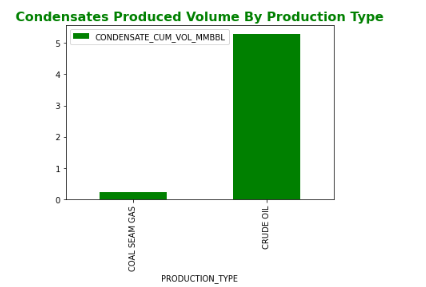 Condensates Produced Volume By Production Type
CONDENSATE_CUM_VOL_MMBBL
5
4
3
2
1
0
COAL SEAM GAS
CRUDE OIL
PRODUCTION_TYPE